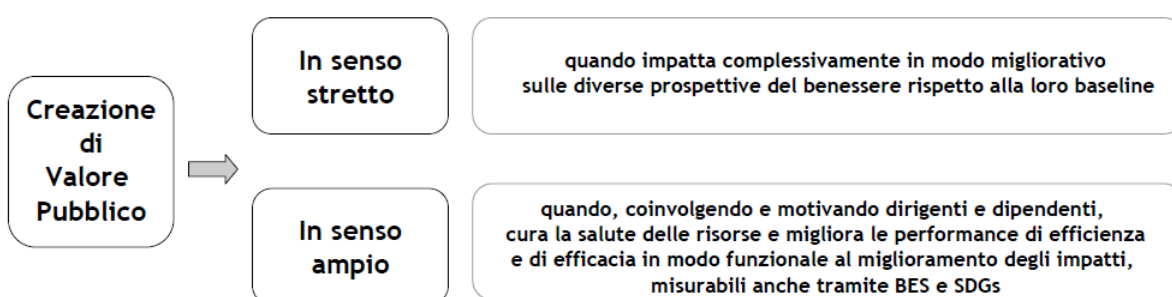 Creazione
di
Valore
Pubblico
In senso
stretto
quando impatta complessivamente in modo migliorativo
sulle diverse prospettive del benessere rispetto alla loro baseline
In senso
ampio
quando, coinvolgendo e motivando dirigenti e dipendenti,
cura la salute delle risorse e migliora le performance di efficienza
e di efficacia in modo funzionale al miglioramento degli impatti,
misurabili anche tramite BES e SDGs